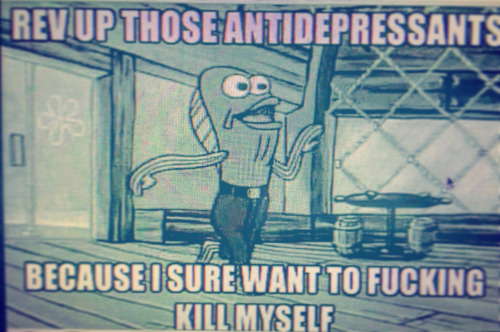 REV UP THOSE ANTIDEPRESSANTS
BECAUSE I SURE WANT TO FUCKING
KILL MYSELF